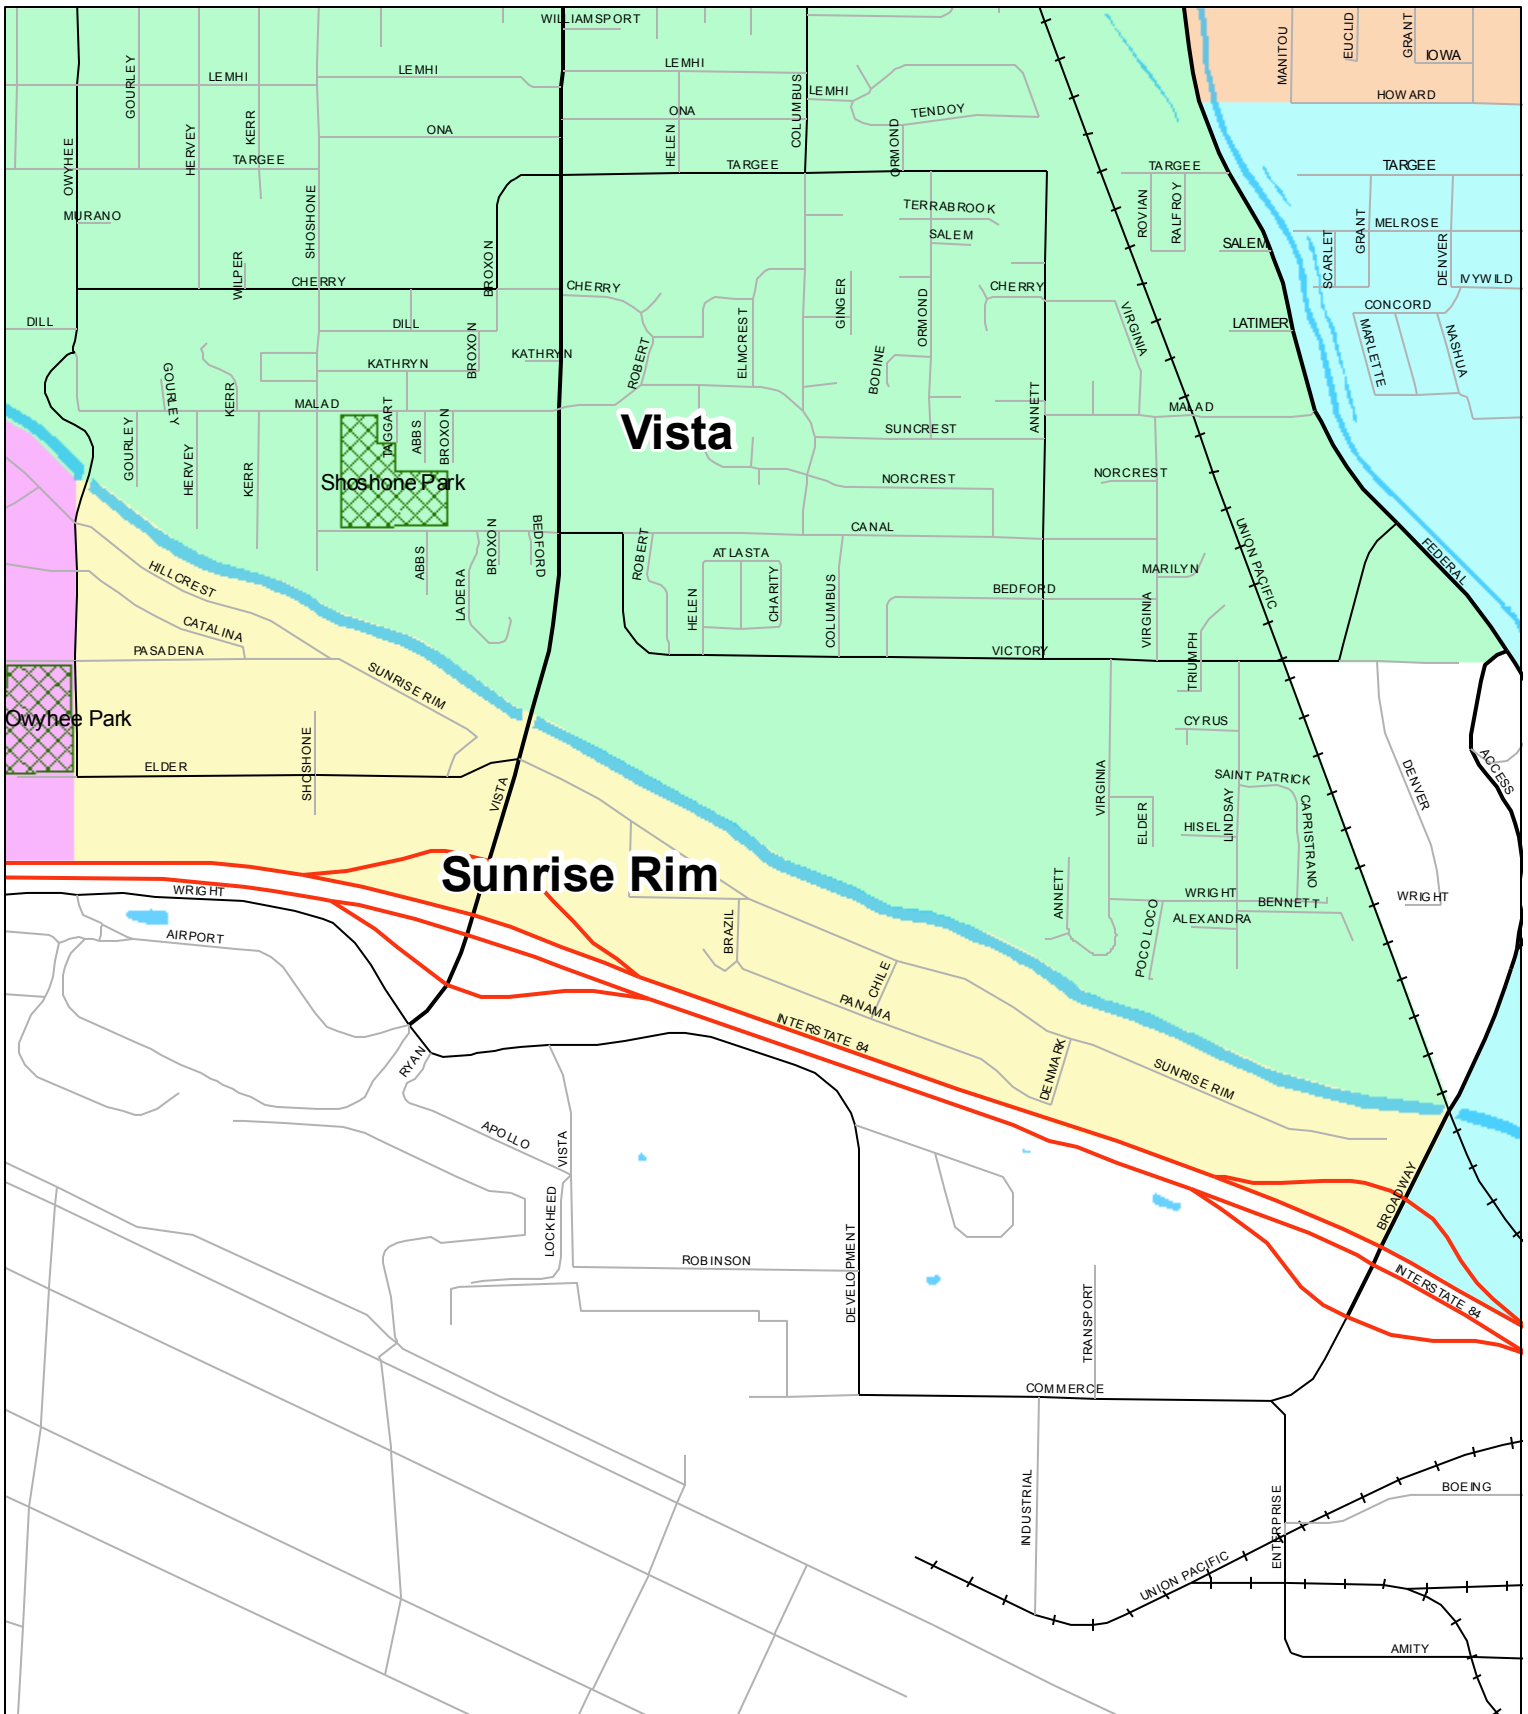 WILLIAMSPORT
GOURLEY
LEMHI
LEMHI
LEMHI
COLUMBUS
LEMHI
MANITOU
EUCLID
GRANT
IOWA
HOWARD
OWYHEE
HERVEY
KERR
ONA
HELEN
ONA
TENDOY
ORMOND
TARGEE
TARGEE
TARGEE
TARGEE
MURANO
SHOSHONE
ROVIAN
RALFROY
TERRABROOK
SALEM
SALEM
SCARLET
GRANT
MELROSE
DENVER
IVYWILD
WILPER
CHERRY
BROXON
CHERRY
GINGER
ORMOND
CHERRY
VIRGINIA
CONCORD
DILL
DILL
BROXON
KATHRYN
KATHRYN
ROBERT
ELMCREST
BODINE
LATIMER
MARLETTE
NASHUA
GOURLEY
KERR
MALAD
TAGGART
ABBS
BROXON
Vista
ANNETT
MALAD
SUNCREST
GOURLEY
HERVEY
KERR
Shoshone Park
NORCREST
NORCREST
CANAL
BROXON
BEDFORD
ROBERT
ATLASTA
ABBS
LADERA
HELEN
CHARITY
COLUMBUS
BEDFORD
MARILYN
VIRGINIA
UNION PACIFIC
FEDERAL
HILLCREST
CATALINA
PASADENA
VICTORY
TRIUMPH
SUNRISE RIM
Owyhee Park
CYRUS
ELDER
SHOSHONE
VISTA
VIRGINIA
ELDER
SAINT PATRICK
HISEL
LINDSAY
CAPRISTRANO
DENVER
ACCESS
Sunrise Rim
WRIGHT
ANNETT
WRIGHT
BENNETT
WRIGHT
AIRPORT
BRAZIL
POCO LOCO
ALEXANDRA
CHILE
PANAMA
INTERSTATE 84
RYAN
DENMARK
SUNRISE RIM
APOLLO
VISTA
LOCKHEED
BROADWAY
ROBINSON
DEVELOPMENT
TRANSPORT
INTERSTATE 84
COMMERCE
INDUSTRIAL
ENTERPRISE
BOEING
UNION PACIFIC
AMITY